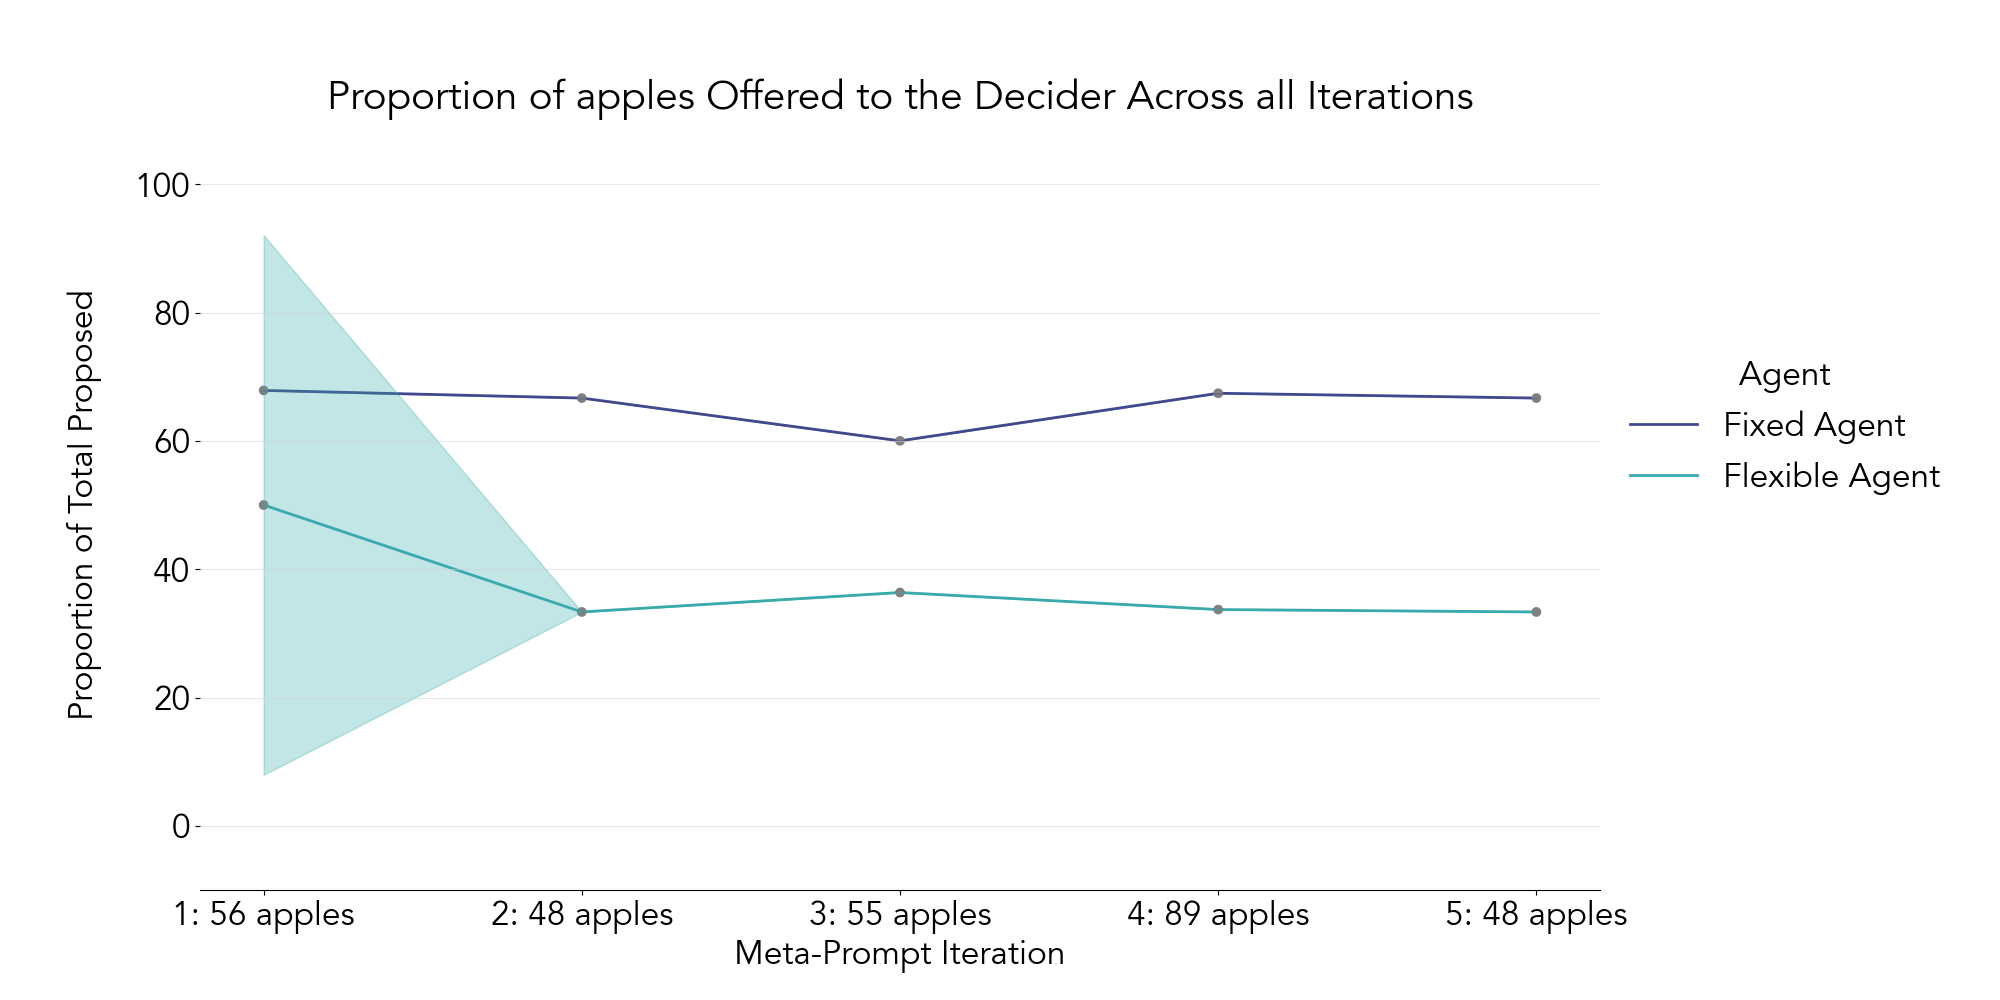 Proportion of apples Offered to the Decider Across all Iterations
Proportion of Total Proposed
100
80
60
40
20
0
1: 56 apples
2: 48 apples
3: 55 apples
4: 89 apples
5: 48 apples
Meta-Prompt Iteration
Agent
Fixed Agent
Flexible Agent